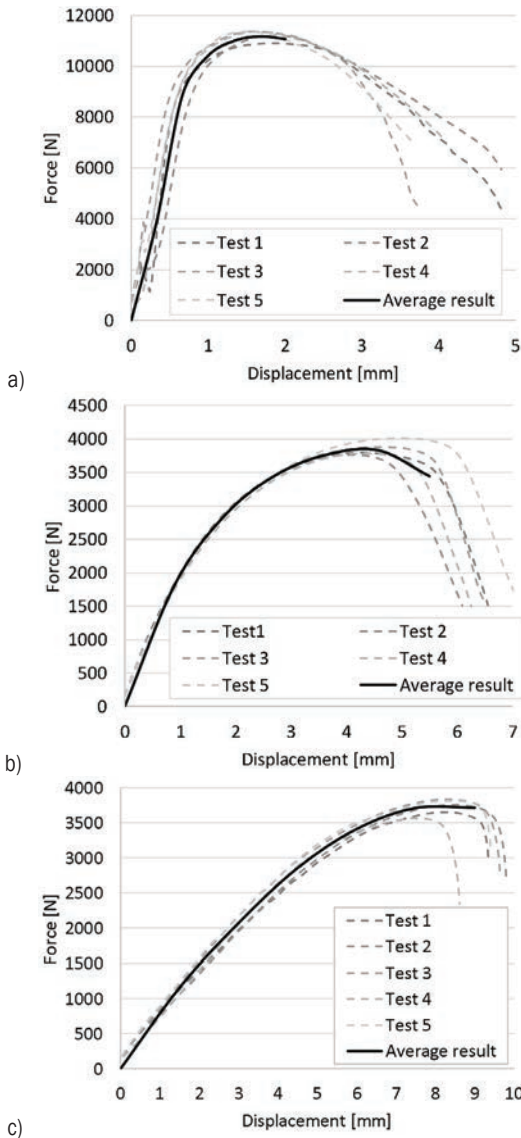 12000
10000
8000
6000
4000
2000
0
Force [N]
Test 1 Test 2
Test 3 Test 4
Test 5 Average result
0 1 2 3 4 5
Displacement [mm]
a)
4500
4000
3500
3000
2500
2000
1500
1000
500
0
Force [N]
Test1 Test 2
Test 3 Test 4
Test 5 Average result
0 1 2 3 4 5 6 7
Displacement [mm]
b)
4000
3500
3000
2500
2000
1500
1000
500
0
Force [N]
Test 1
Test 2
Test 3
Test 4
Test 5
Average result
0 1 2 3 4 5 6 7 8 9 10
Displacement [mm]
c)